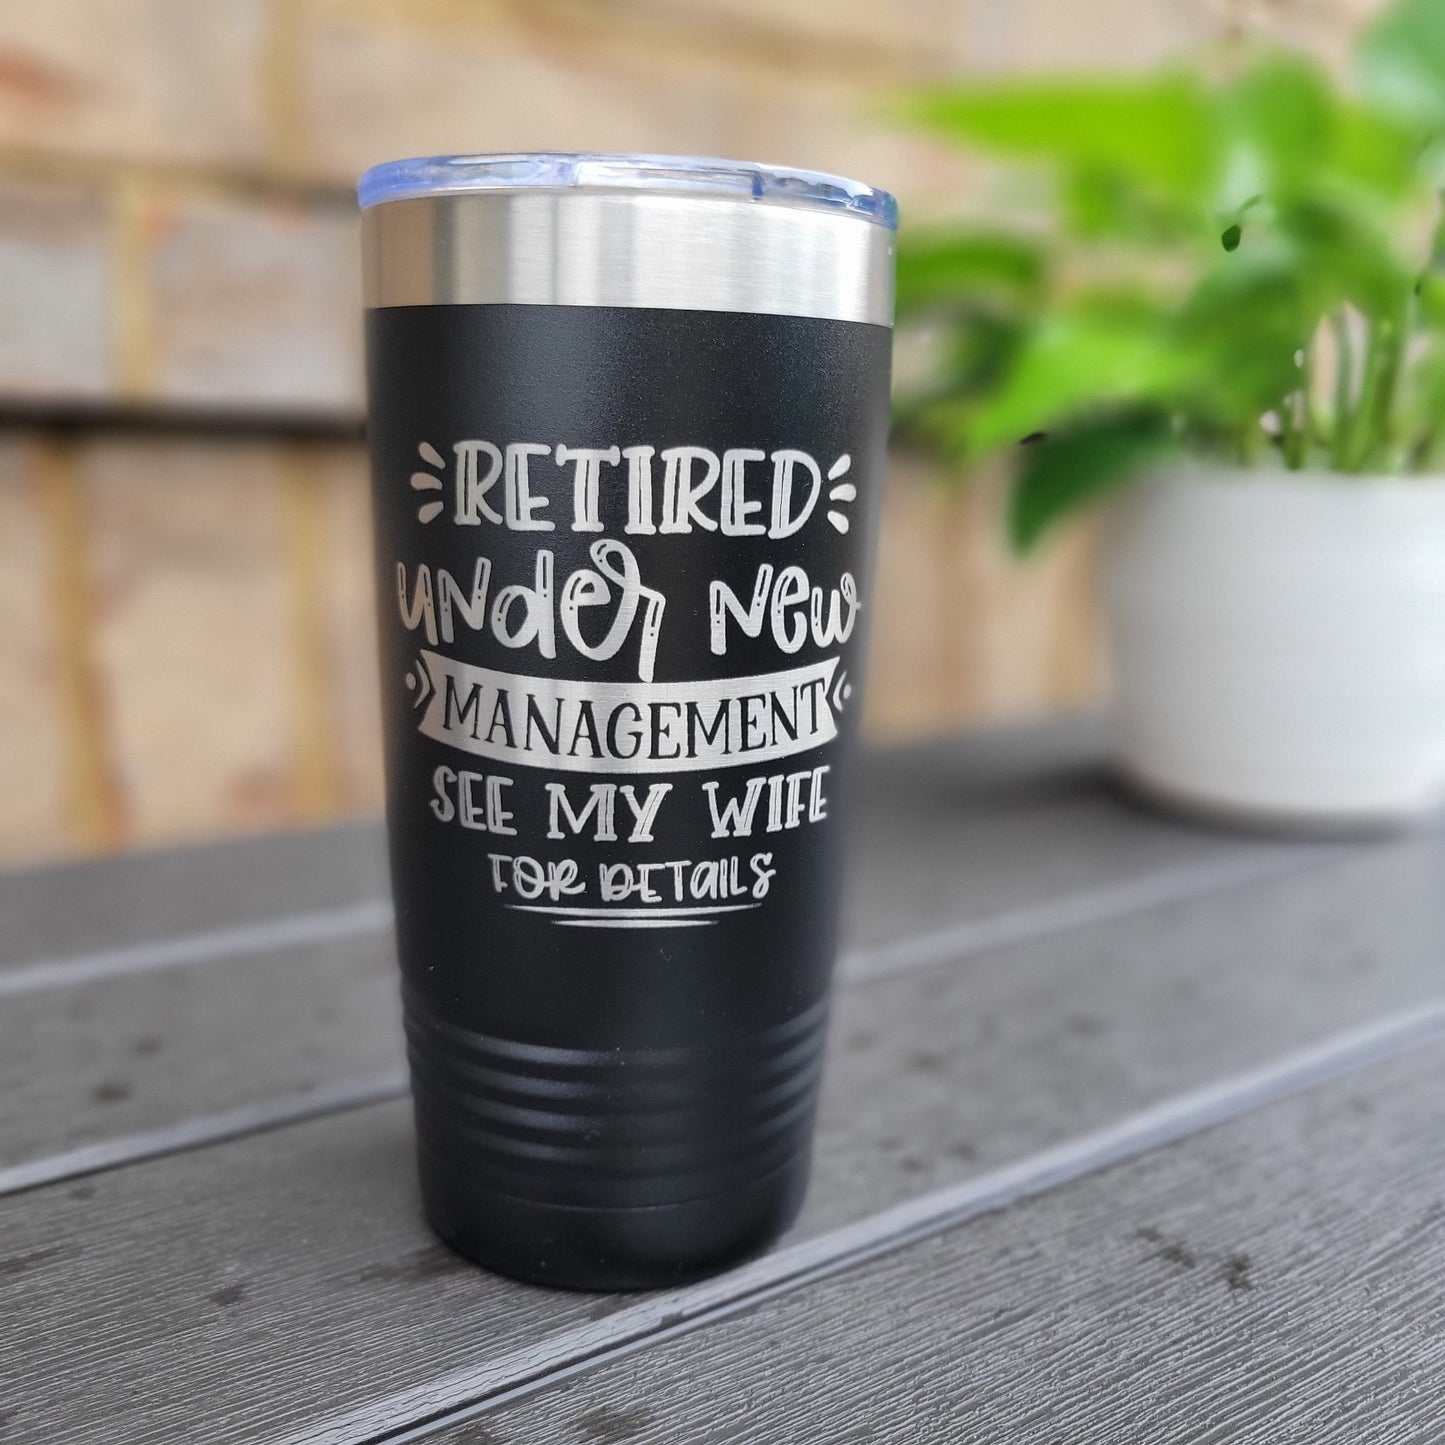 RETIRED
under new
MANAGEMENT
SEE MY WIFE
FOR DETAILS